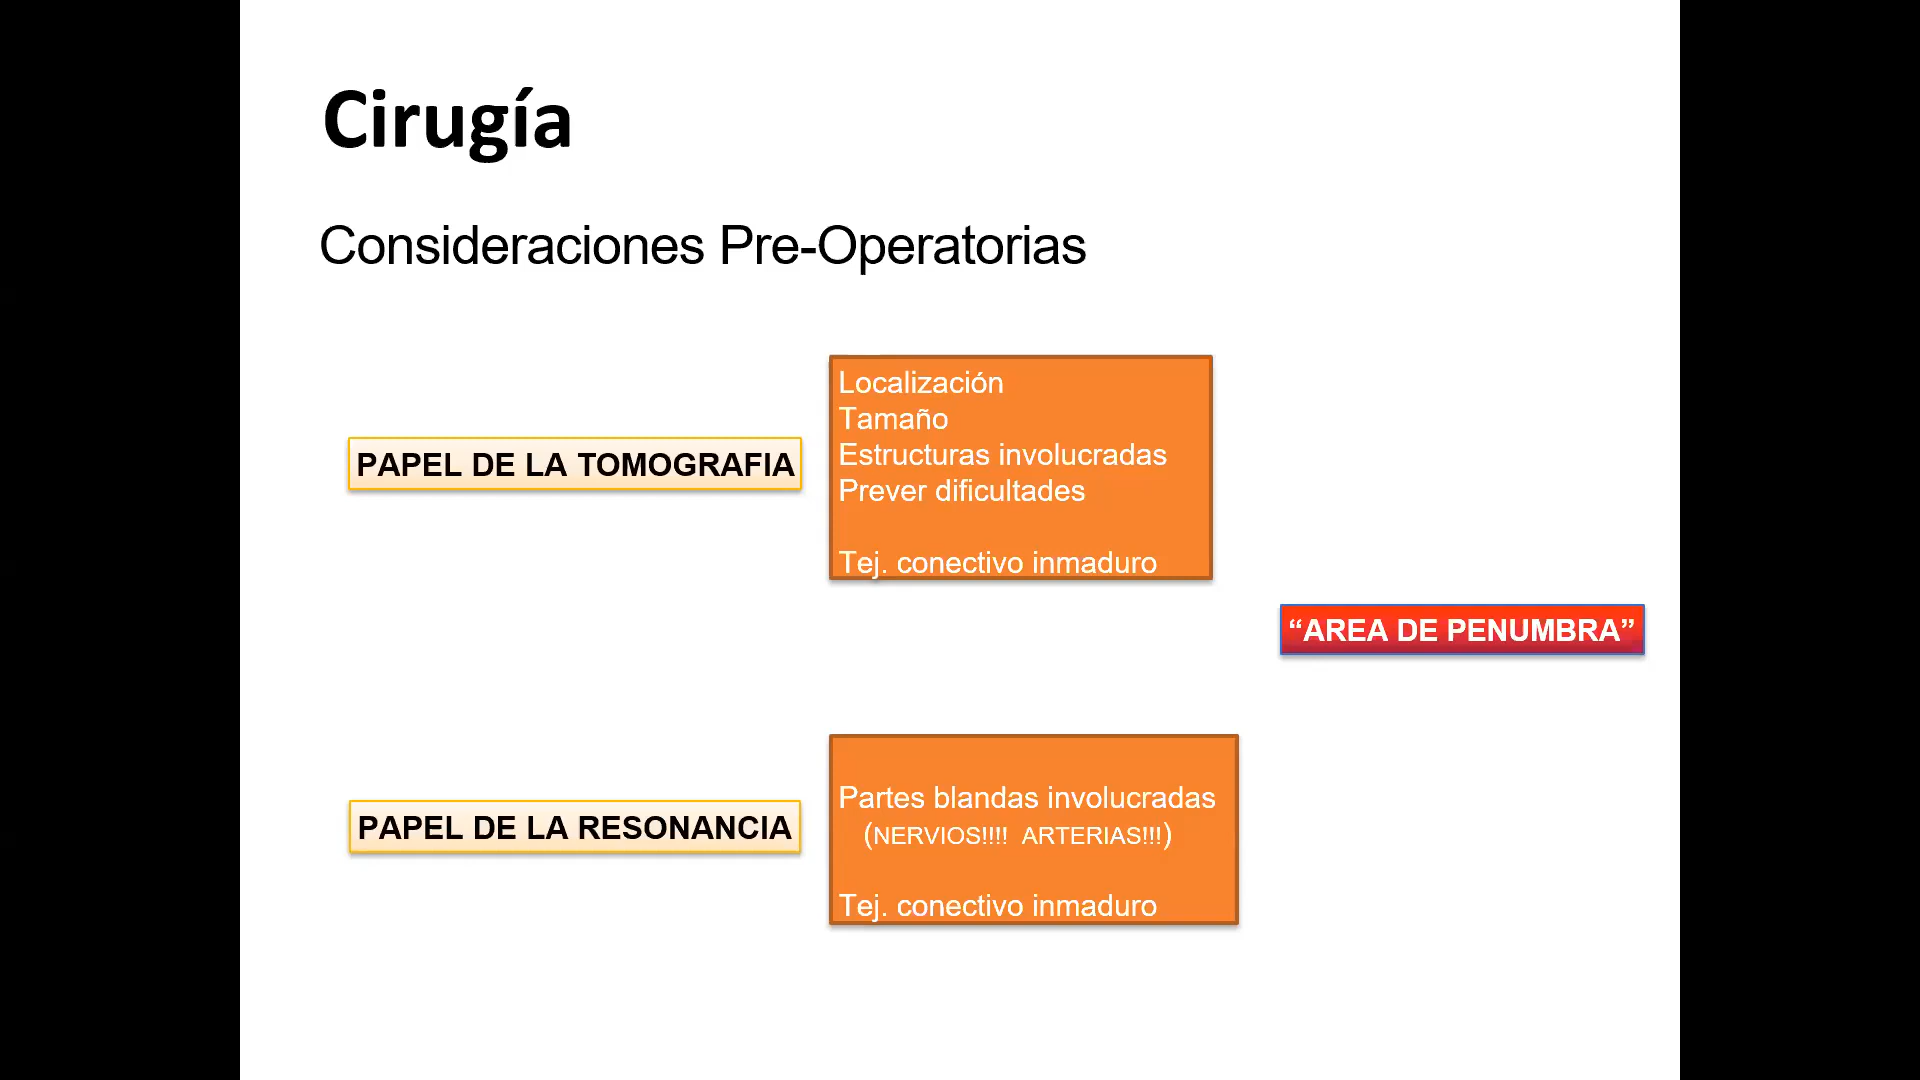 Cirugía
Consideraciones Pre-Operatorias
PAPEL DE LA TOMOGRAFIA
Localización
Tamaño
Estructuras involucradas
Prever dificultades
Tej. conectivo inmaduro
“AREA DE PENUMBRA”
PAPEL DE LA RESONANCIA
Partes blandas involucradas
(NERVIOS!!!! ARTERIAS!!!)
Tej. conectivo inmaduro